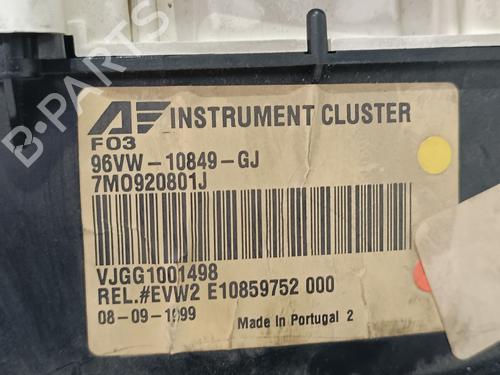 AF INSTRUMENT CLUSTER
F03
96VW-10849-GJ
7M0920801J
VJGG1001498
REL.#EVW2 E10859752 000
08-09-1999
Made in Portugal 2
B-PARTS